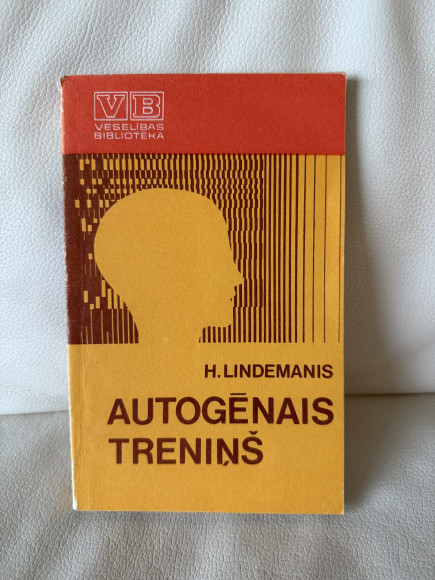 VB
VESELĪBAS
BIBLIOTĒKA
H. LINDEMANIS
AUTOGĒNAIS
TRENIŅŠ